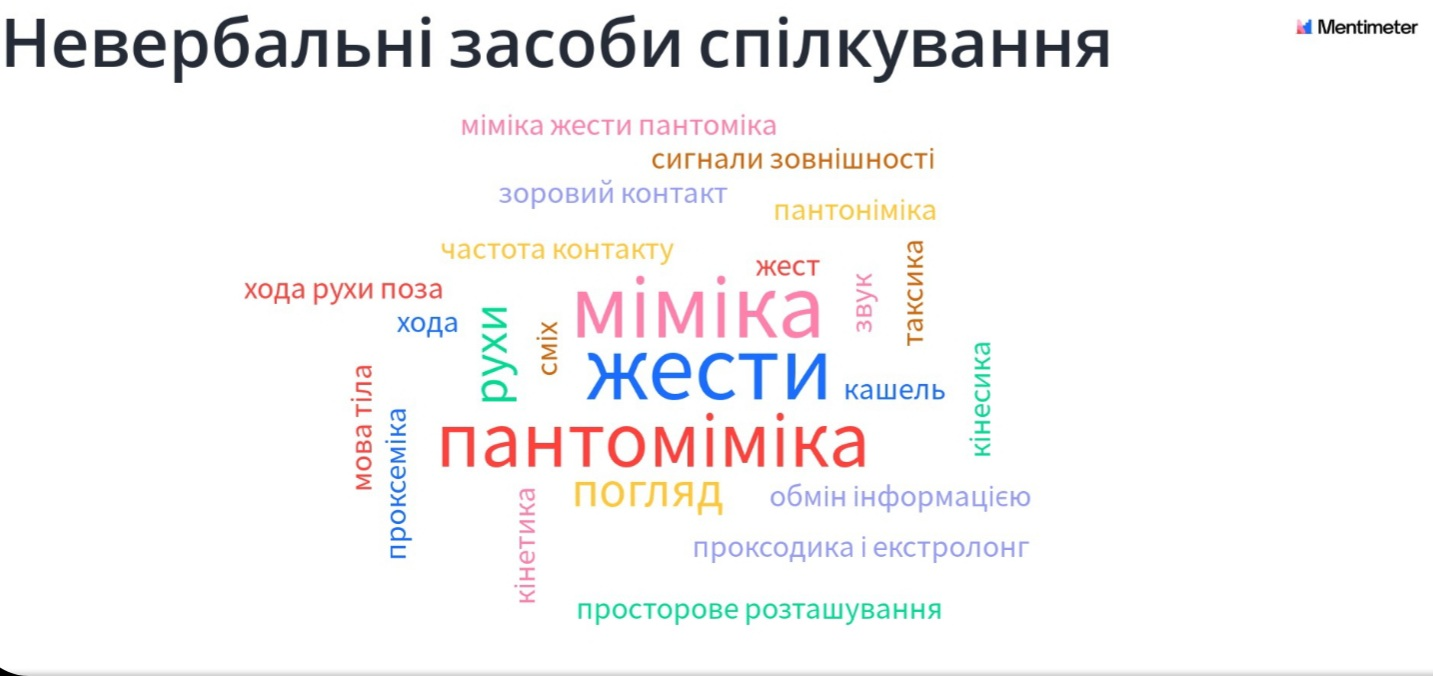 Невербальні засоби спілкування
Mentimeter
міміка жести пантоміка
сигнали зовнішності
зоровий контакт
пантоніміка
частота контакту
жест
таксика
звук
хода рухи поза
міміка
хода
рухи
сміх
жести
кашель
кінесика
мова тіла
проксеміка
пантоміміка
погляд
обмін інформацією
кінетика
проксодика і екстролонг
просторове розташування